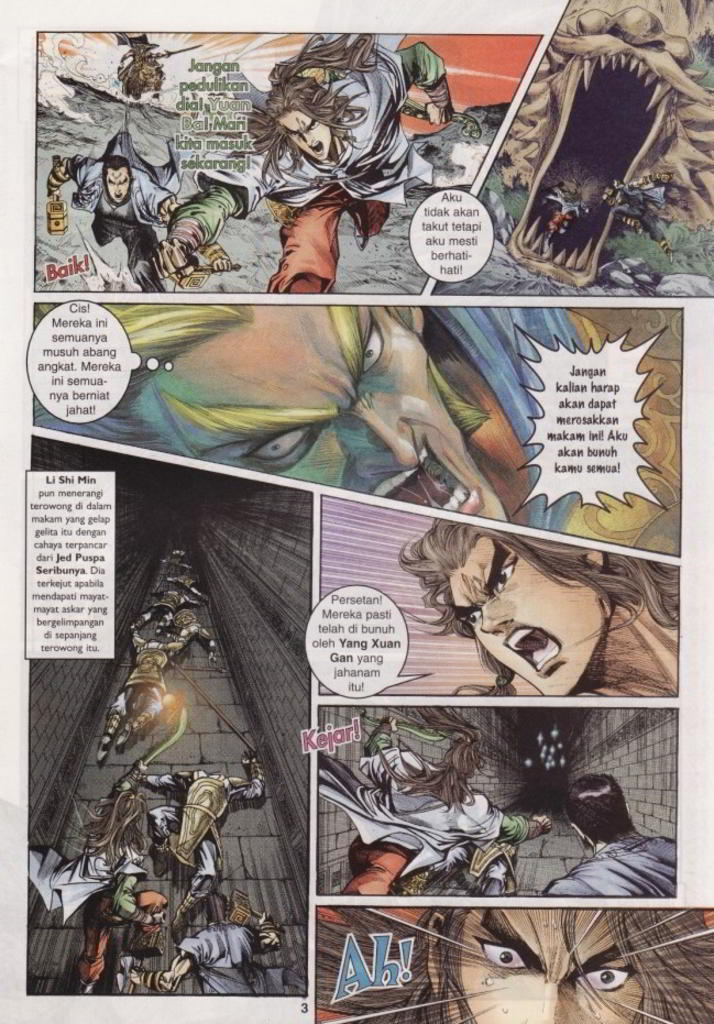 Jangan
pedulikan
dia! Yuan
Ba! Mari
kita masuk
sekarang!
Baik!
Aku
tidak akan
takut tetapi
aku mesti
berhati-
hati!
Cis!
Mereka ini
semuanya
musuh abang
angkat. Mereka
ini semua-
nya berniat
jahat!
Jangan
kalian harap
akan dapat
merosakkan
makam ini! Aku
akan bunuh
kamu semua!
Li Shi Min
pun menerangi
terowong di dalam
makam yang gelap
gelita itu dengan
cahaya terpancar
dari Jed Puspa
Seribunya. Dia
terkejut apabila
mendapati mayat-
mayat askar yang
bergelimpangan
di sepanjang
terowong itu.
Persetan!
Mereka pasti
telah di bunuh
oleh Yang Xuan
Gan yang
jahanam
itu!
Kejar!
Ah!
3